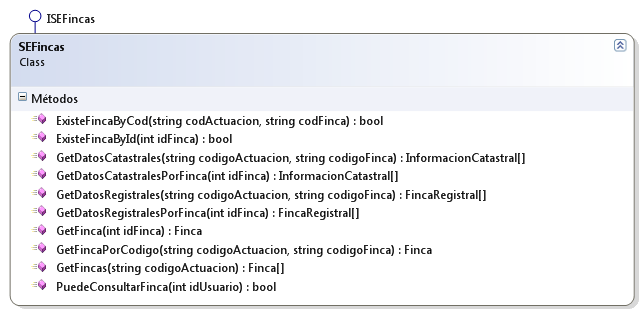 ISEFincas
SEFincas
Class
Métodos
ExisteFincaByCod(string codActuacion, string codFinca) : bool
ExisteFincaById(int idFinca) : bool
GetDatosCatastrales(string codigoActuacion, string codigoFinca) : InformacionCatastral[]
GetDatosCatastralesPorFinca(int idFinca) : InformacionCatastral[]
GetDatosRegistrales(string codigoActuacion, string codigoFinca) : FincaRegistral[]
GetDatosRegistralesPorFinca(int idFinca) : FincaRegistral[]
GetFinca(int idFinca) : Finca
GetFincaPorCodigo(string codigoActuacion, string codigoFinca) : Finca
GetFincas(string codigoActuacion) : Finca[]
PuedeConsultarFinca(int idUsuario) : bool